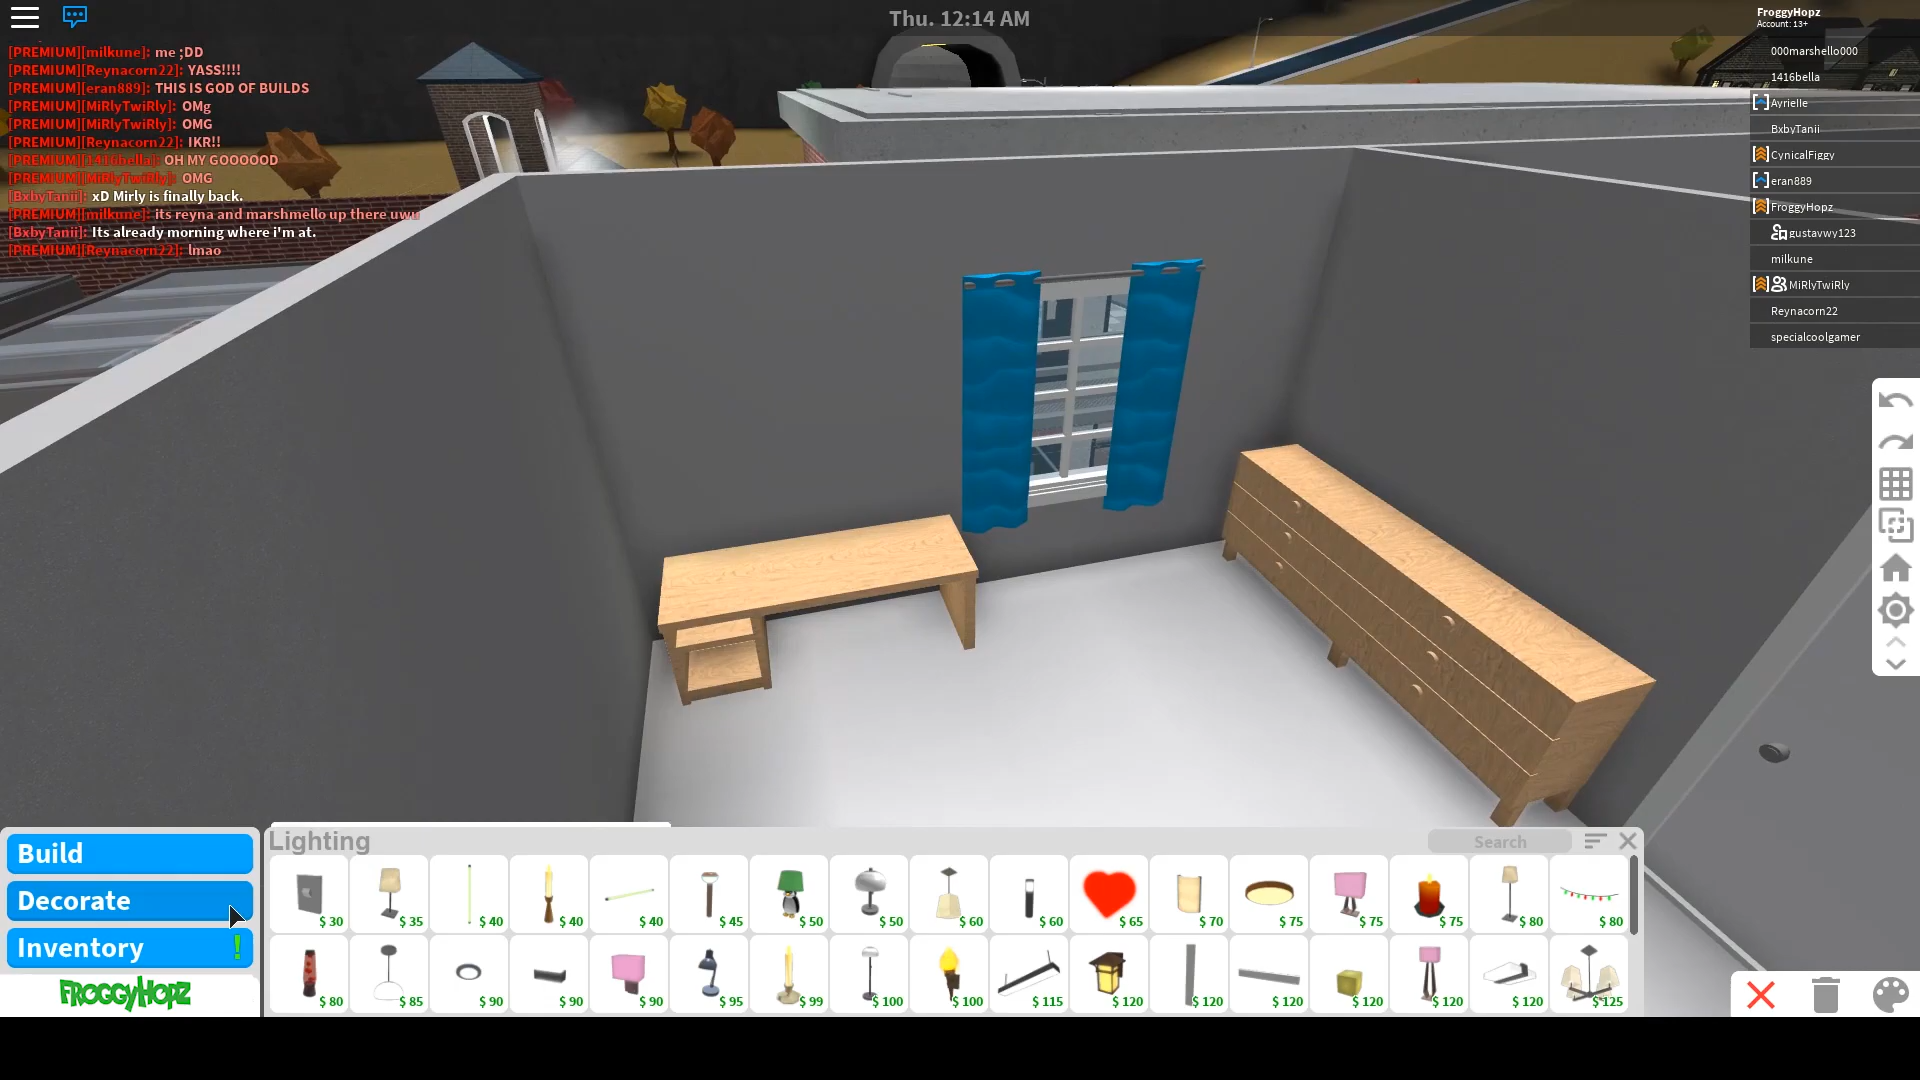 Thu. 12:14 AM
[PREMIUM][milkune]: me ;DD
[PREMIUM][Reynacorn22]: YASS!!!!
[PREMIUM][eran889]: THIS IS GOD OF BUILDS
[PREMIUM][MiRlyTwiRly]: OMg
[PREMIUM][MiRlyTwiRly]: OMG
[PREMIUM][Reynacorn22]: IKR!!
[PREMIUM][1416bella]: OH MY GOOOOOD
[PREMIUM][MiRlyTwiRly]: OMG
[BxbyTanii]: xD Mirly is finally back.
[PREMIUM][milkune]: its reyna and marshmello up there uwu
[BxbyTanii]: Its already morning where i'm at.
[PREMIUM][Reynacorn22]: lmao
FroggyHopz
Account: 13+
000marshello000
1416bella
Ayrielle
BxbyTanii
CynicalFiggy
eran889
FroggyHopz
gustavwy123
milkune
MiRlyTwiRly
Reynacorn22
specialcoolgamer
Build
Decorate
Inventory !
FROGGYHOPZ
Lighting
Search
$ 30 $ 35 $ 40 $ 40 $ 40 $ 45 $ 50 $ 50 $ 60 $ 60 $ 65 $ 70 $ 75 $ 75 $ 75 $ 80 $ 80
$ 80 $ 85 $ 90 $ 90 $ 90 $ 95 $ 99 $ 100 $ 100 $ 115 $ 120 $ 120 $ 120 $ 120 $ 120 $ 120 $ 125